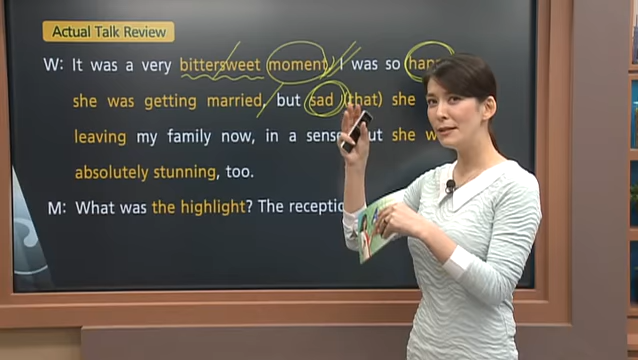 Actual Talk Review
W: It was a very bittersweet moment, I was so
she was getting married, but sad (that) she
leaving my family now, in a sense, but she
absolutely stunning, too.
M: What was the highlight? The